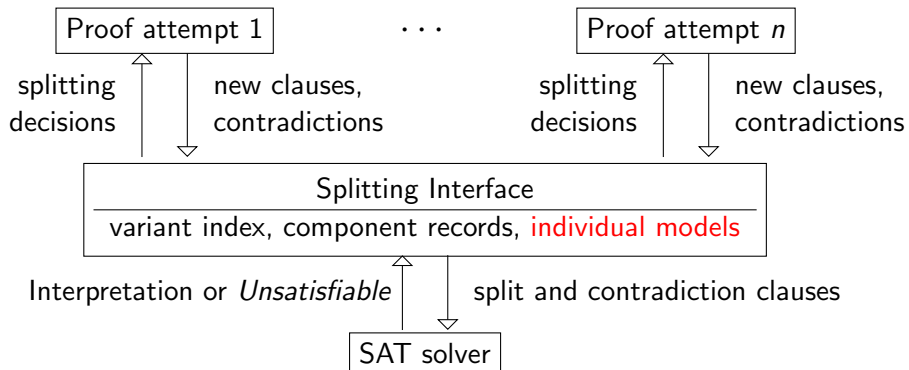 Proof attempt 1
· · ·
Proof attempt n
splitting
decisions
new clauses,
contradictions
splitting
decisions
new clauses,
contradictions
Splitting Interface
variant index, component records, individual models
Interpretation or Unsatisfiable
split and contradiction clauses
SAT solver